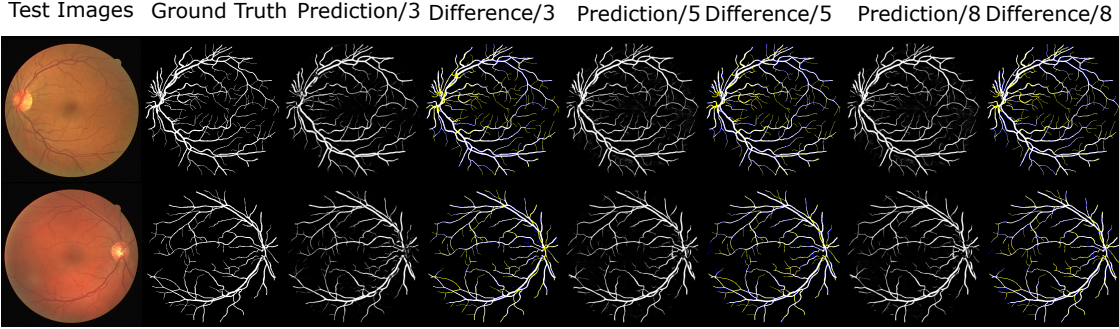 Test Images Ground Truth Prediction/3 Difference/3 Prediction/5 Difference/5 Prediction/8 Difference/8